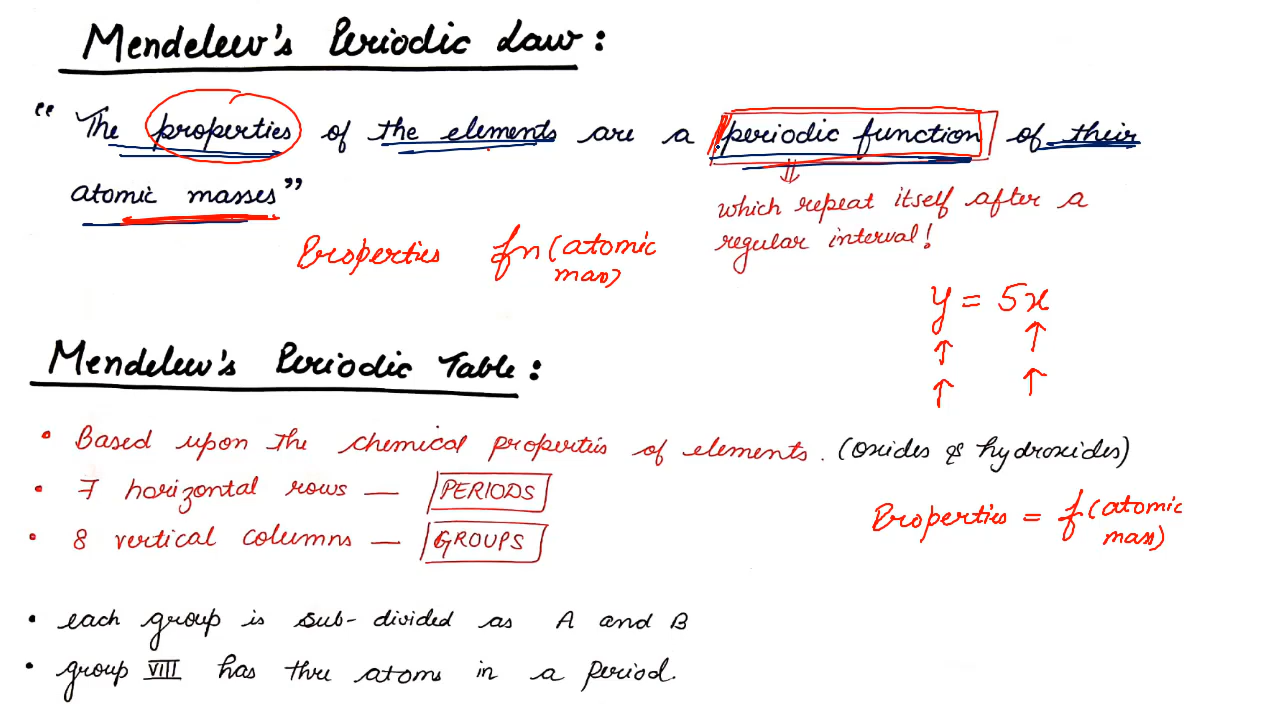 Mendeleev's Periodic Law:
“The properties of the elements are a periodic function of their
atomic masses”
which repeat itself after a
regular interval!
Properties fn(atomic
mass)
y = 5x
Mendeleev's Periodic Table:
• Based upon the chemical properties of elements. (oxides & hydroxides)
• 7 horizontal rows — PERIODS
• 8 vertical columns — GROUPS
Properties = f(atomic
mass)
• each group is sub-divided as A and B
• group VIII has three atoms in a period.